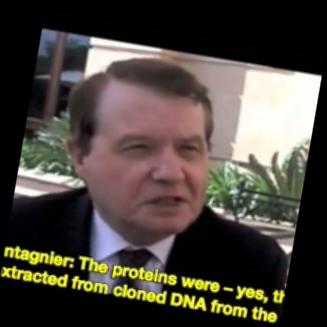 ntagnier: The proteins were – yes, th
xtracted from cloned DNA from the